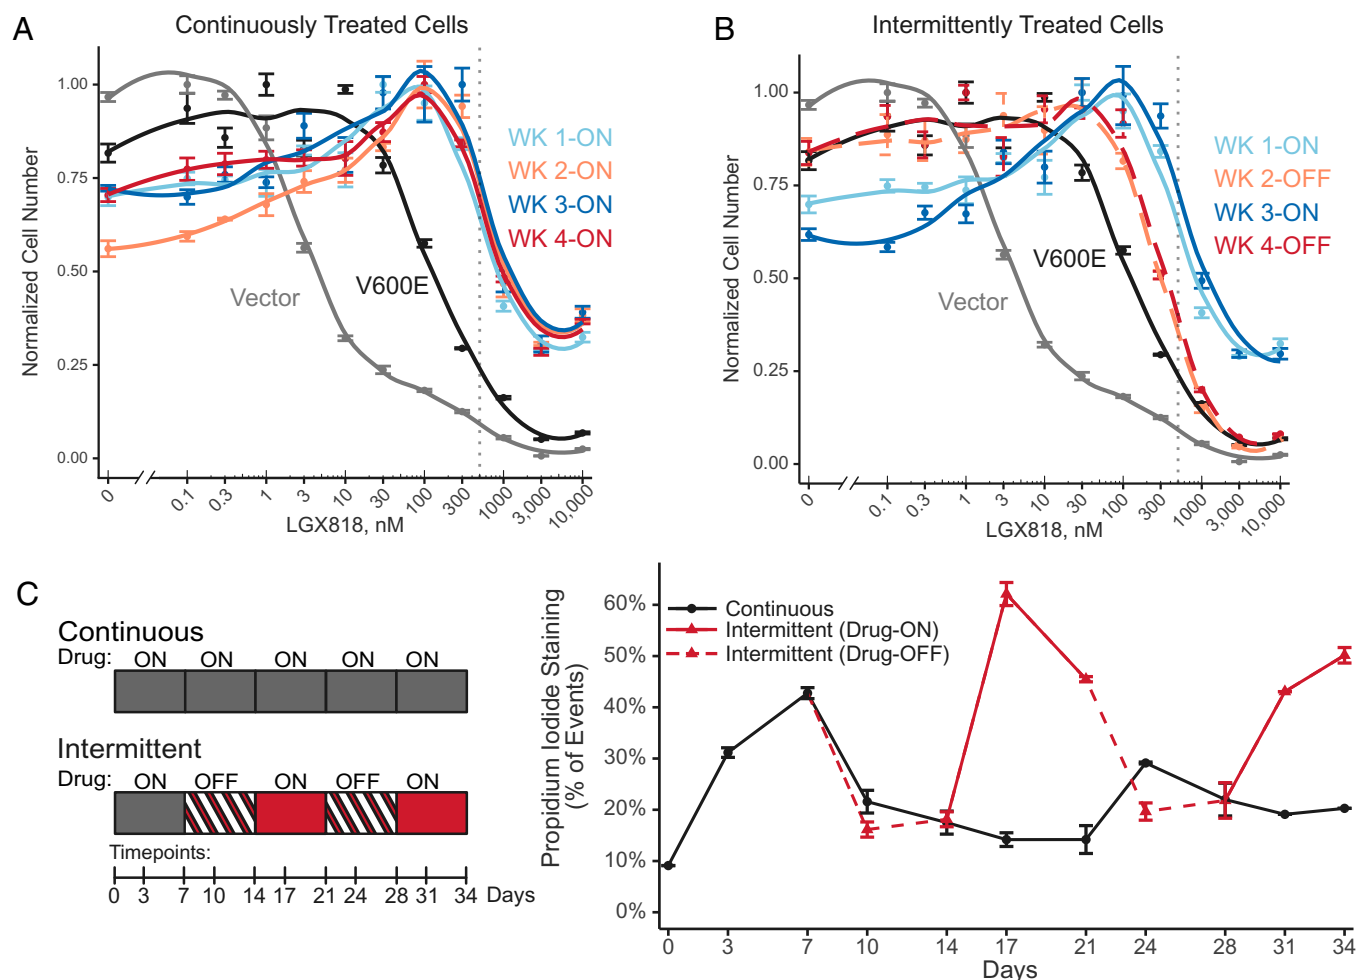 A
Continuously Treated Cells
Normalized Cell Number
1.00
0.75
0.50
0.25
0.00
WK 1-ON
WK 2-ON
WK 3-ON
WK 4-ON
V600E
Vector
0 0.1 0.3 1 3 10 30 100 300 1000 3,000 10,000
LGX818, nM
B
Intermittently Treated Cells
Normalized Cell Number
1.00
0.75
0.50
0.25
0.00
WK 1-ON
WK 2-OFF
WK 3-ON
WK 4-OFF
V600E
Vector
0 0.1 0.3 1 3 10 30 100 300 1000 3,000 10,000
LGX818, nM
C
Continuous
Drug: ON ON ON ON ON
Intermittent
Drug: ON OFF ON OFF ON
Timepoints:
0 3 7 10 14 17 21 24 28 31 34 Days
Propidium Iodide Staining
(% of Events)
60%
50%
40%
30%
20%
10%
0%
Continuous
Intermittent (Drug-ON)
Intermittent (Drug-OFF)
0 3 7 10 14 17 21 24 28 31 34
Days